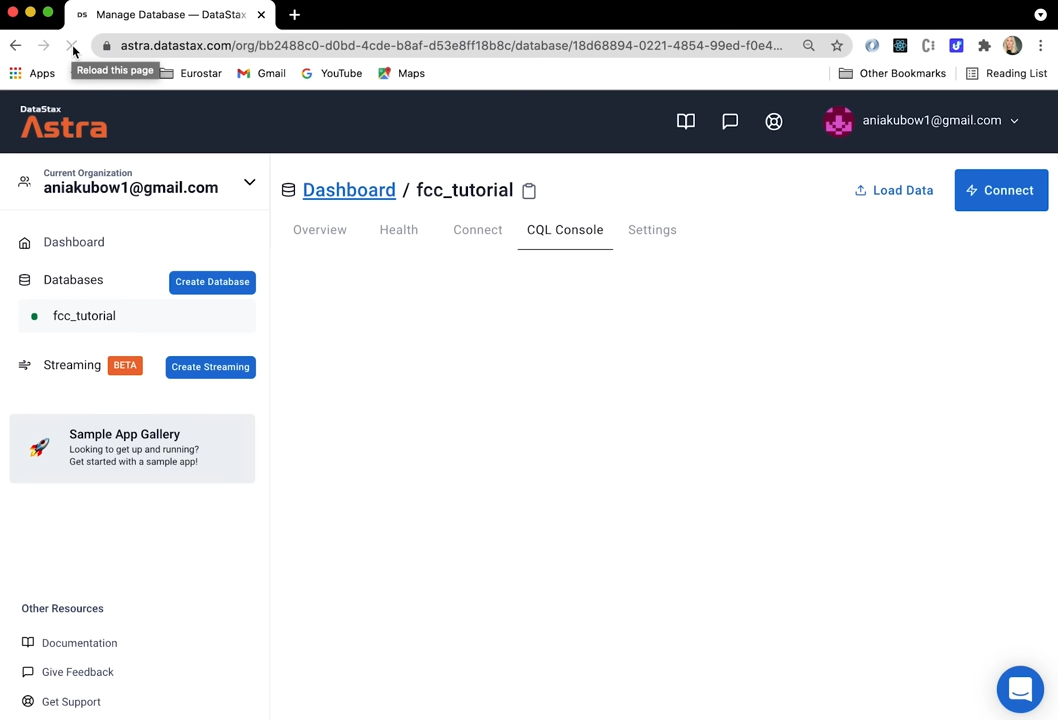 DS Manage Database — DataStax
astra.datastax.com/org/bb2488c0-d0bd-4cde-b8af-d53e8ff18b8c/database/18d68894-0221-4854-99ed-f0e4...
Reload this page
Apps
Eurostar
Gmail
YouTube
Maps
Other Bookmarks
Reading List
DataStax
Astra
aniakubow1@gmail.com
Current Organization
aniakubow1@gmail.com
Dashboard / fcc_tutorial
Load Data
Connect
Overview
Health
Connect
CQL Console
Settings
Dashboard
Databases
Create Database
fcc_tutorial
Streaming BETA
Create Streaming
Sample App Gallery
Looking to get up and running?
Get started with a sample app!
Other Resources
Documentation
Give Feedback
Get Support